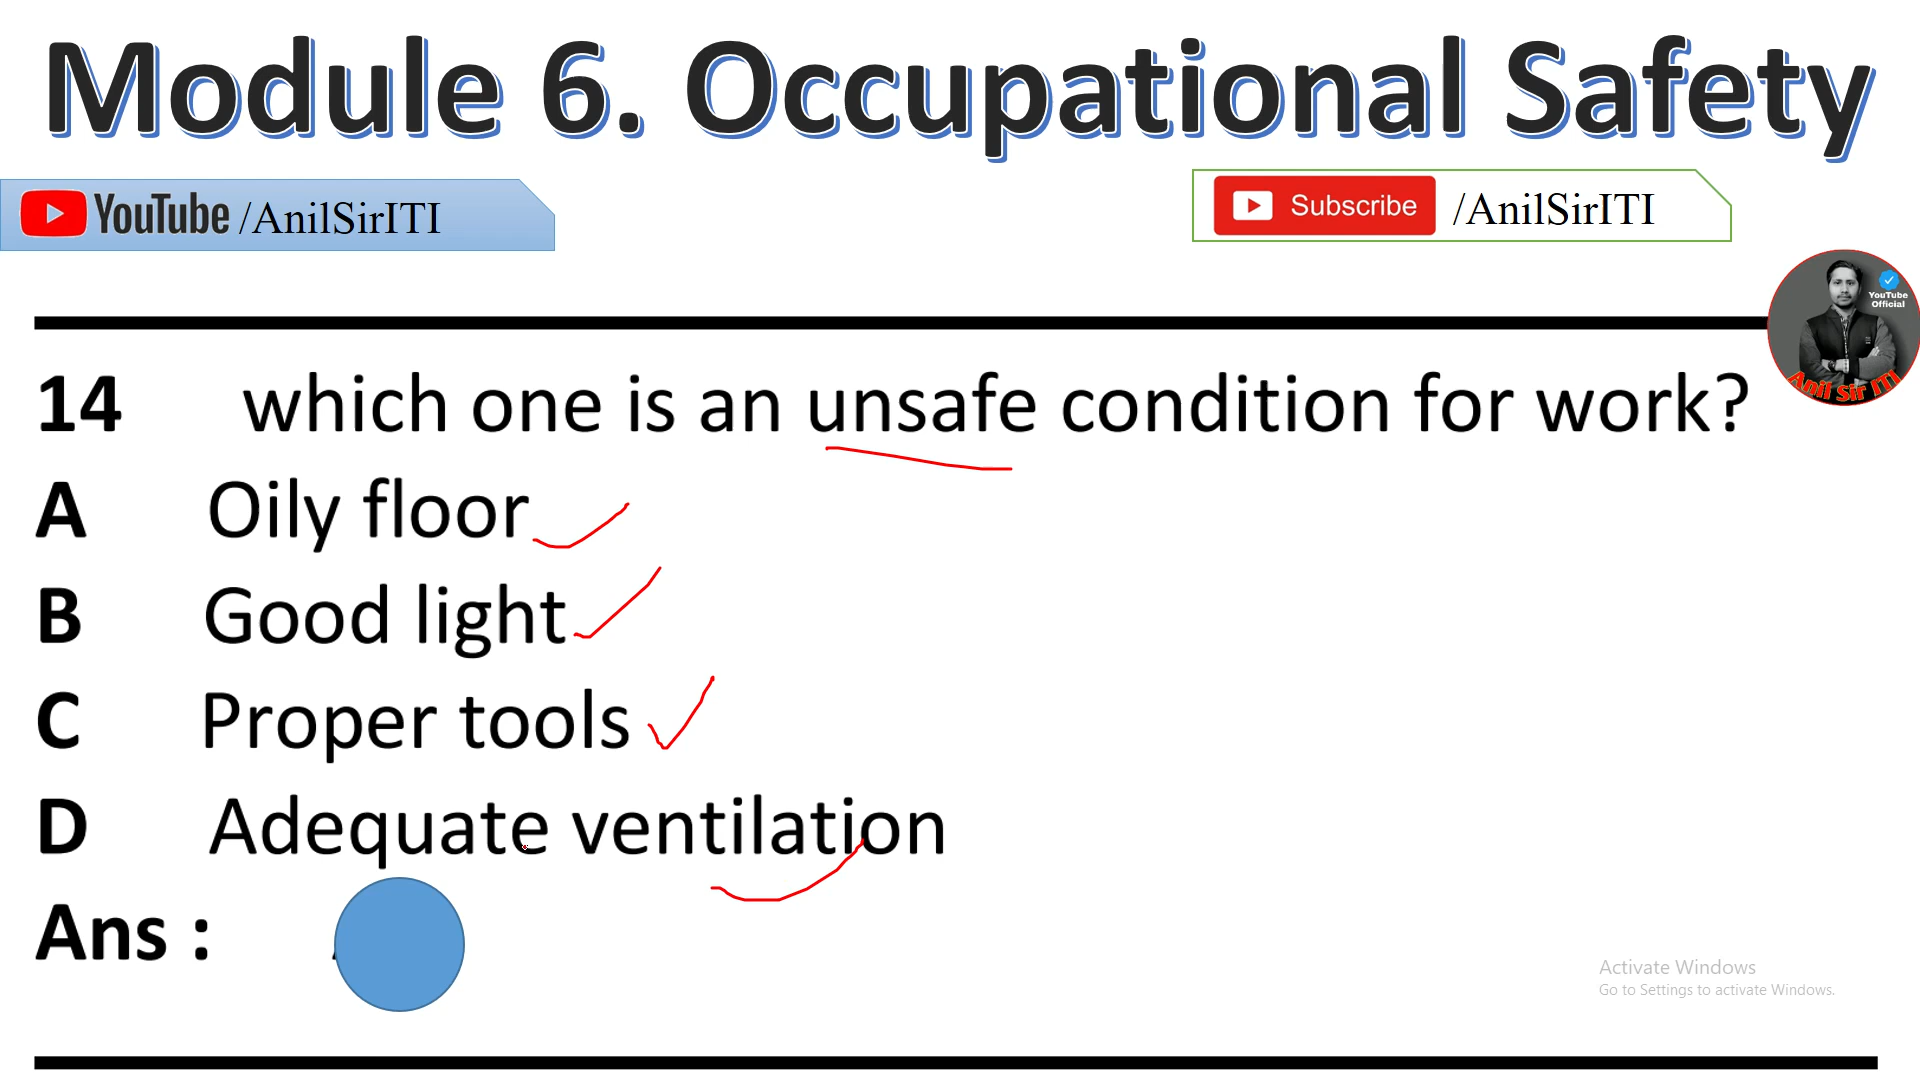 Module 6. Occupational Safety
YouTube /AnilSirITI
Subscribe /AnilSirITI
YouTube
Official
Anil Sir ITI
14 which one is an unsafe condition for work?
A Oily floor
B Good light
C Proper tools
D Adequate ventilation
Ans :
Activate Windows
Go to Settings to activate Windows.